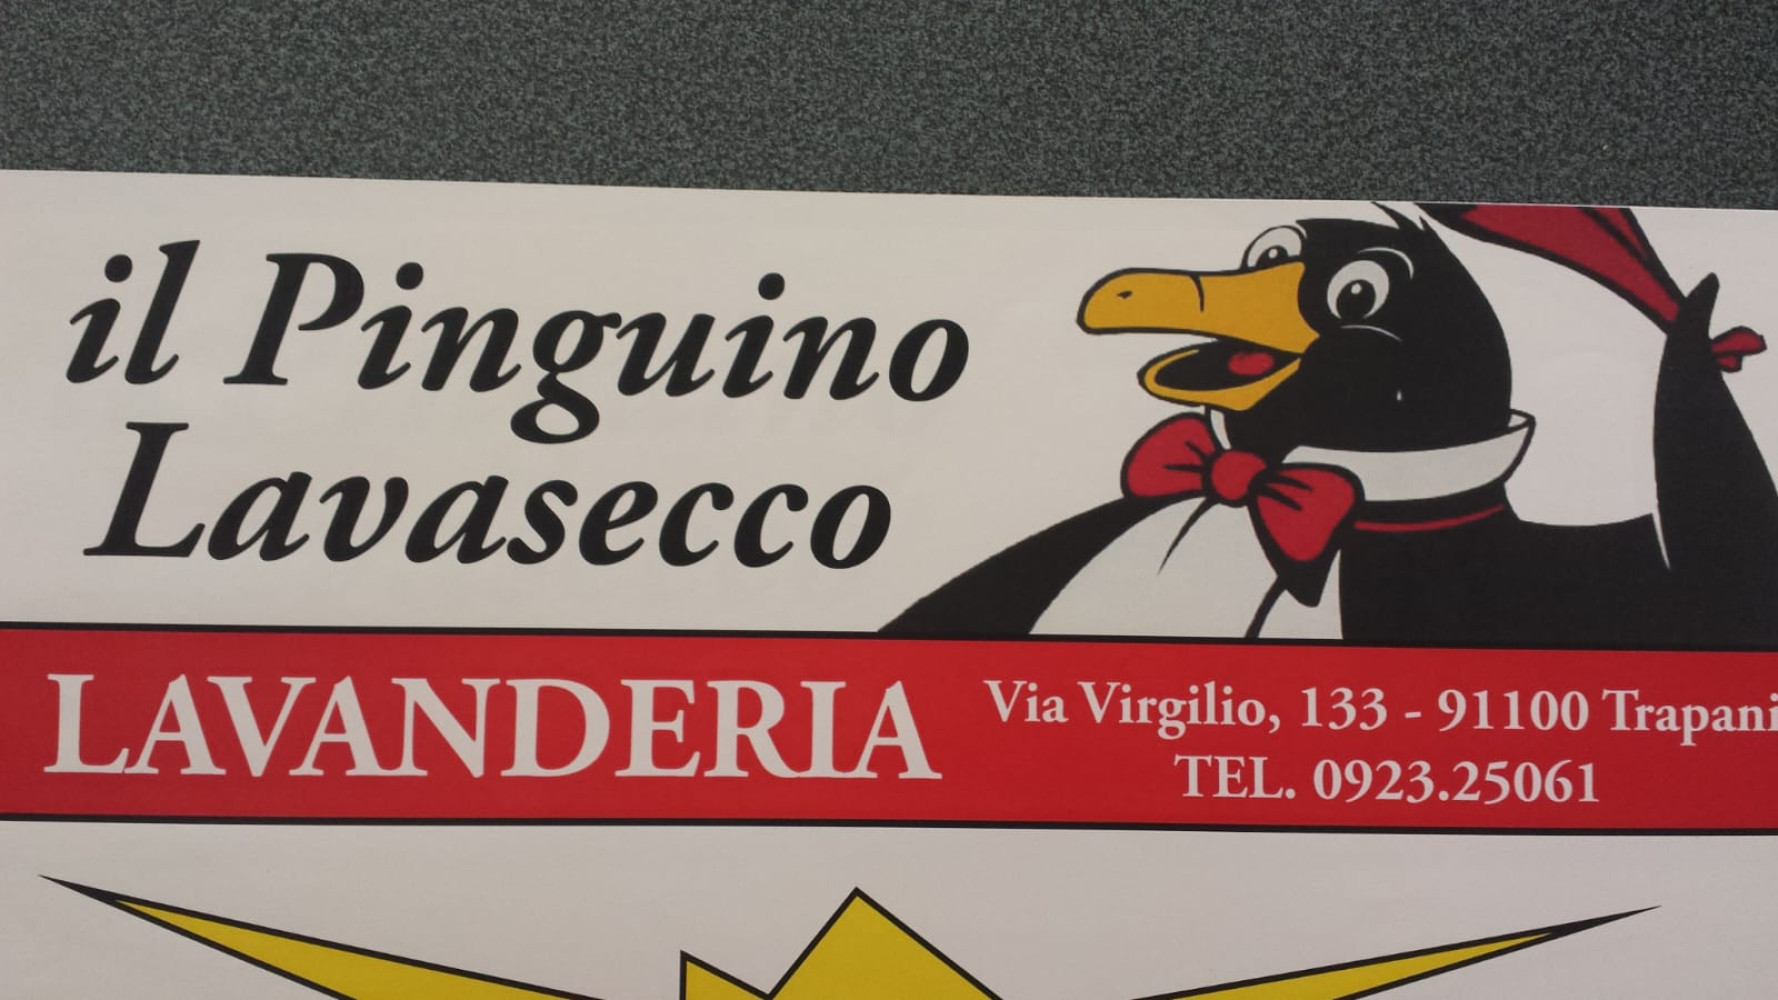 il Pinguino
Lavasecco
LAVANDERIA
Via Virgilio, 133 - 91100 Trapani
TEL. 0923.25061